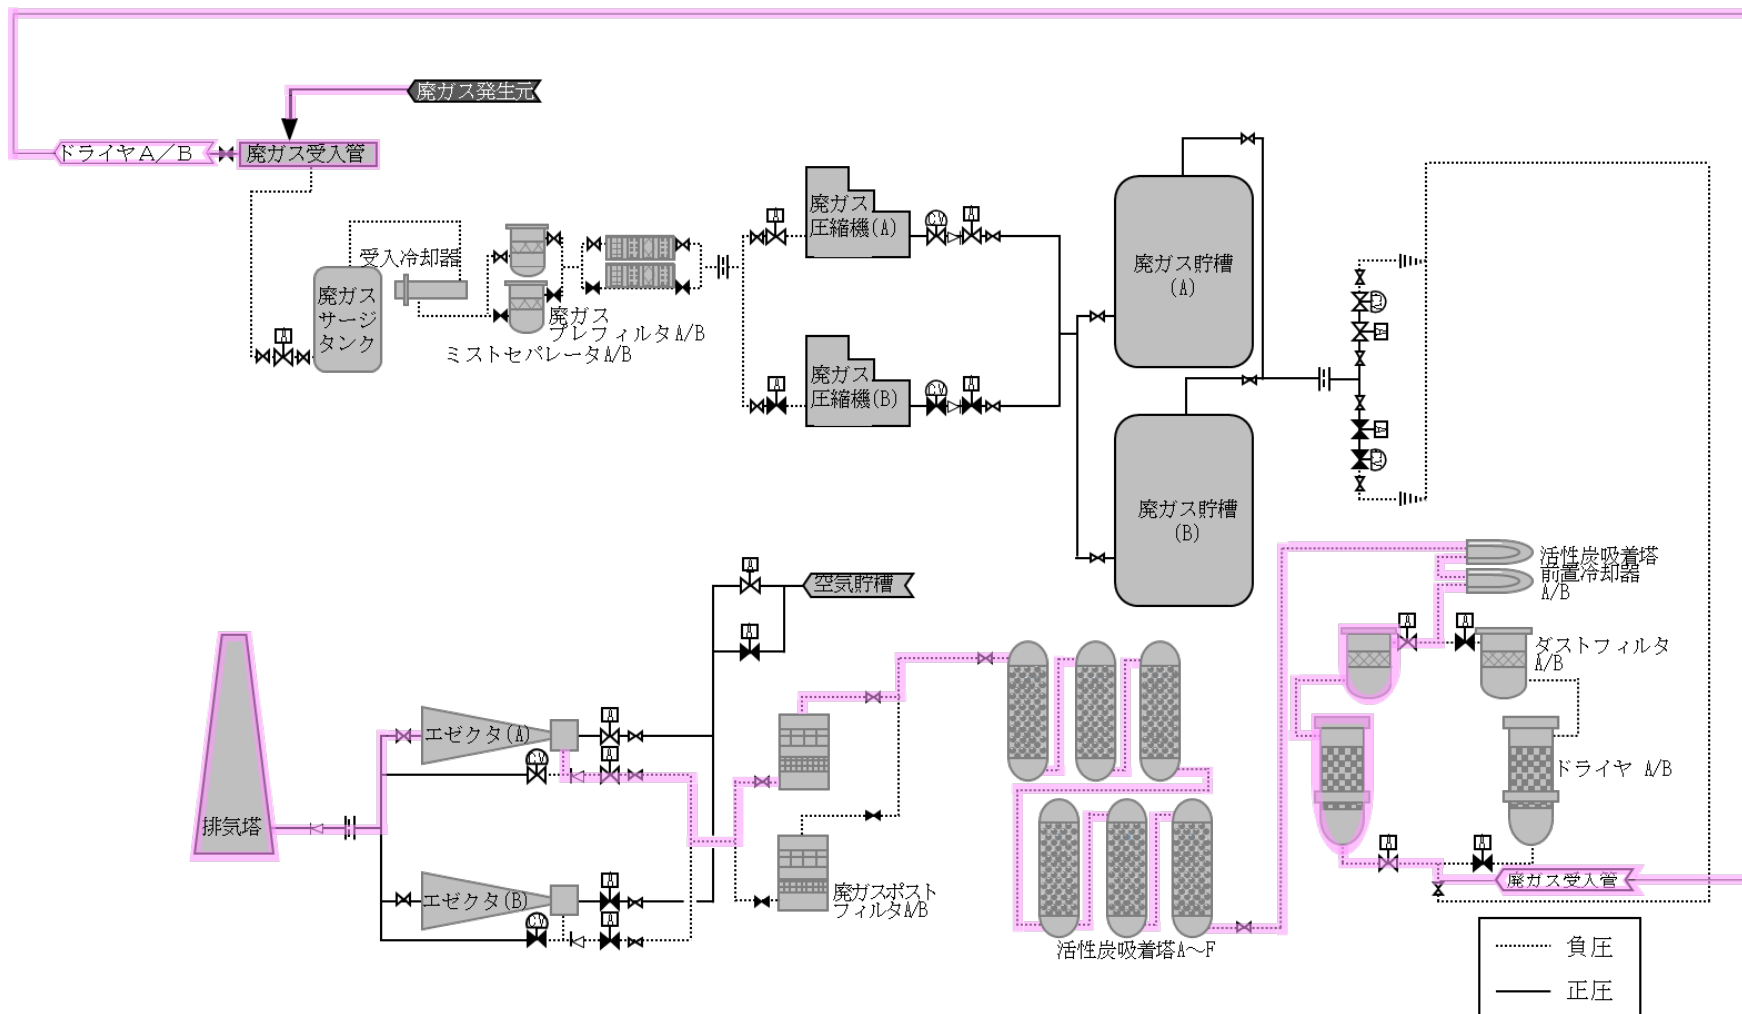 廃ガス発生元
ドライヤA／B
廃ガス受入管
受入冷却器
廃ガス
サージ
タンク
廃ガス
プレフィルタA/B
ミストセパレータA/B
廃ガス
圧縮機(A)
廃ガス
圧縮機(B)
A
A
CV
A
A
CV
A
廃ガス貯槽
(A)
廃ガス貯槽
(B)
CV
A
A
CV
活性炭吸着塔
前置冷却器
A/B
A
A
ダストフィルタ
A/B
ドライヤ A/B
A
A
廃ガス受入管
空気貯槽
A
A
エゼクタ(A)
A
CV
A
排気塔
エゼクタ(B)
A
CV
A
廃ガスポスト
フィルタA/B
活性炭吸着塔A～F
負圧
正圧